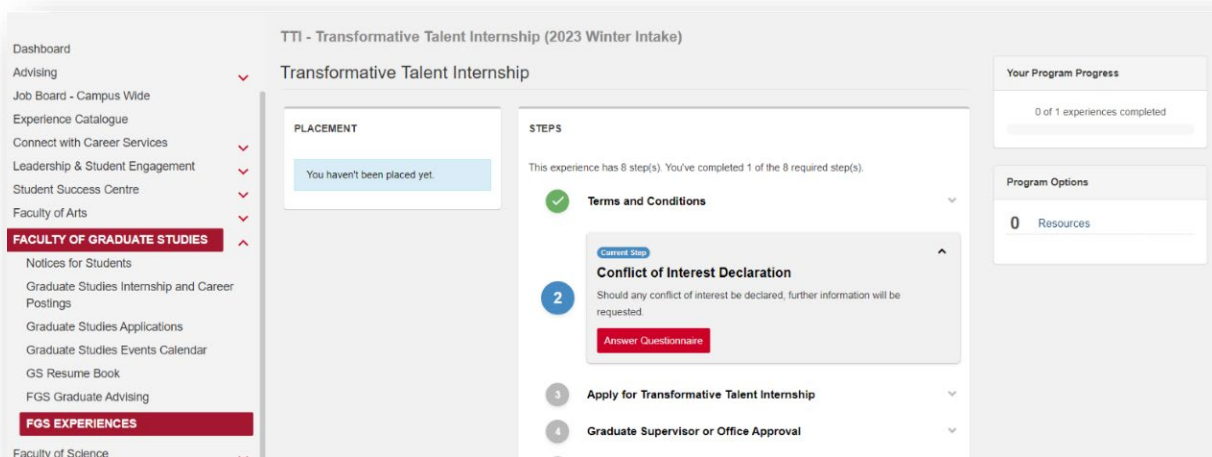 Dashboard
Advising
Job Board - Campus Wide
Experience Catalogue
Connect with Career Services
Leadership & Student Engagement
Student Success Centre
Faculty of Arts
FACULTY OF GRADUATE STUDIES
Notices for Students
Graduate Studies Internship and Career
Postings
Graduate Studies Applications
Graduate Studies Events Calendar
GS Resume Book
FGS Graduate Advising
FGS EXPERIENCES
Faculty of Science
TTI - Transformative Talent Internship (2023 Winter Intake)
Transformative Talent Internship
PLACEMENT
You haven't been placed yet.
STEPS
This experience has 8 step(s). You've completed 1 of the 8 required step(s).
Terms and Conditions
Current Step
2
Conflict of Interest Declaration
Should any conflict of interest be declared, further information will be
requested.
Answer Questionnaire
3 Apply for Transformative Talent Internship
4 Graduate Supervisor or Office Approval
Your Program Progress
0 of 1 experiences completed
Program Options
0 Resources